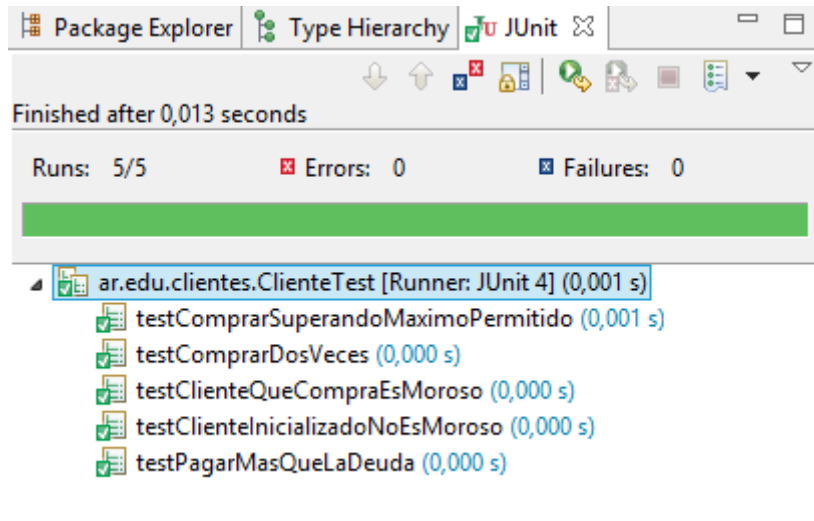 Package Explorer Type Hierarchy JUnit
Finished after 0,013 seconds
Runs: 5/5 Errors: 0 Failures: 0
ar.edu.clientes.ClienteTest [Runner: JUnit 4] (0,001 s)
testComprarSuperandoMaximoPermitido (0,001 s)
testComprarDosVeces (0,000 s)
testClienteQueCompraEsMoroso (0,000 s)
testClienteInicializadoNoEsMoroso (0,000 s)
testPagarMasQueLaDeuda (0,000 s)